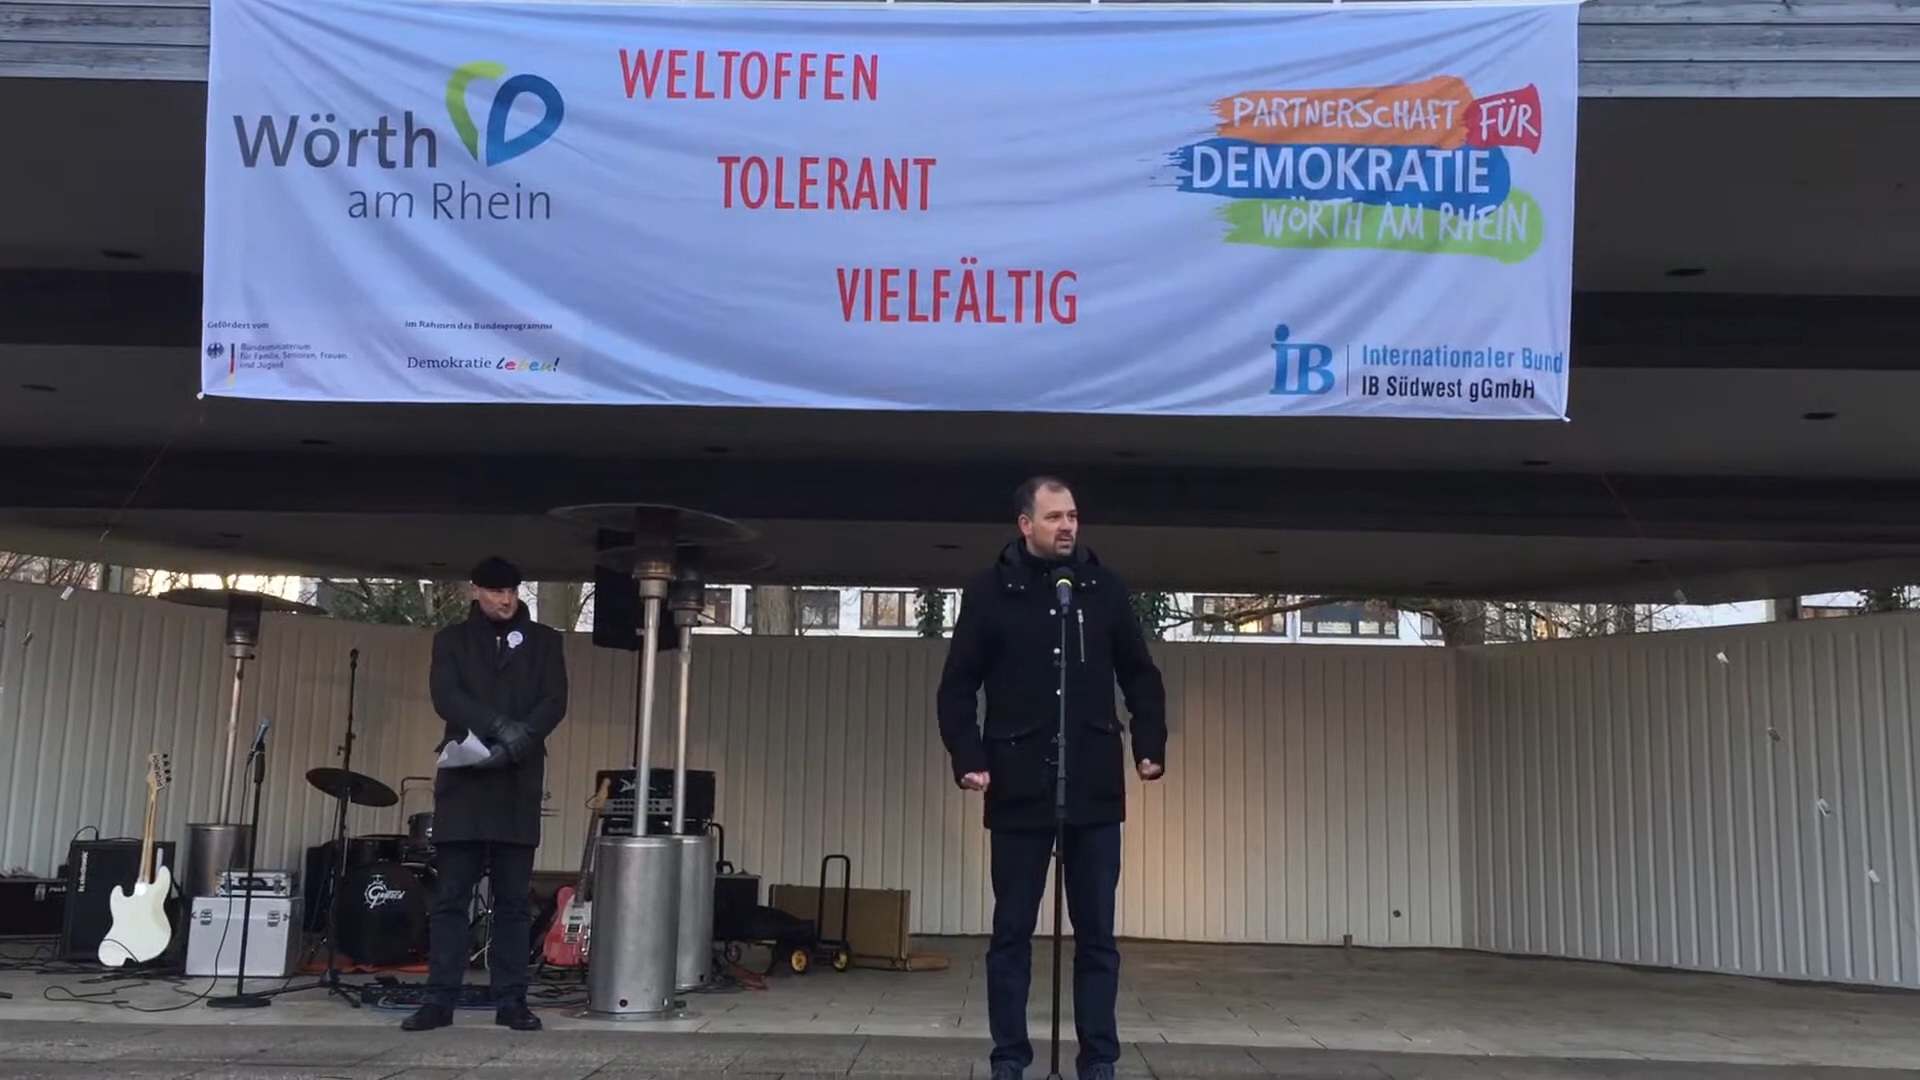 Wörth
am Rhein
WELTOFFEN
TOLERANT
VIELFÄLTIG
PARTNERSCHAFT FÜR
DEMOKRATIE
WÖRTH AM RHEIN
Gefördert vom
Bundesministerium
für Familie, Senioren, Frauen
und Jugend
im Rahmen des Bundesprogramms
Demokratie leben!
iB
Internationaler Bund
IB Südwest gGmbH
Gretsch